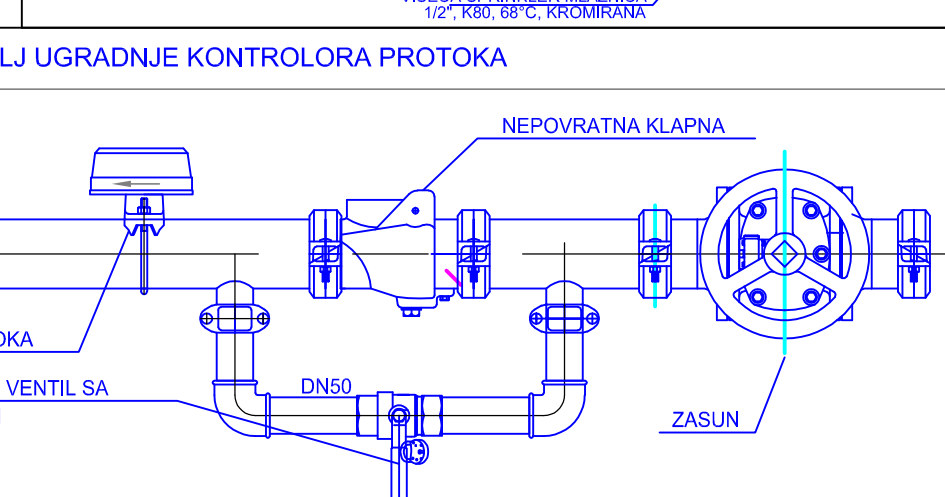 1/2", K80, 68°C, KROMIRANA
LJ UGRADNJE KONTROLORA PROTOKA
NEPOVRATNA KLAPNA
OKA
VENTIL SA
DN50
ZASUN